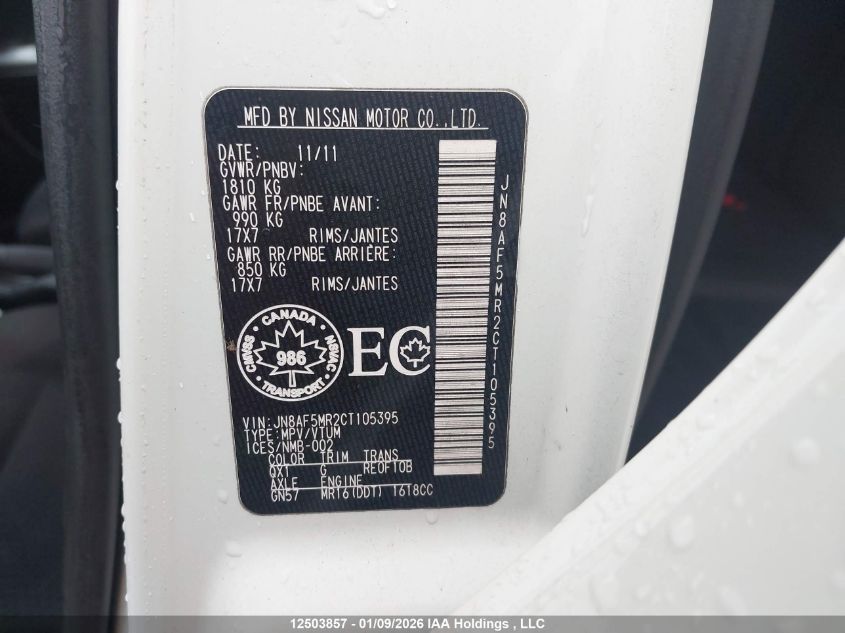 MFD BY NISSAN MOTOR CO.,LTD.
DATE: 11/11
GVWR/PNBV:
1810 KG
GAWR FR/PNBE AVANT:
990 KG
17X7 RIMS/JANTES
GAWR RR/PNBE ARRIÈRE:
850 KG
17X7 RIMS/JANTES
CANADA
CMVSS
NSVAC
986
TRANSPORT
EC
VIN:JN8AF5MR2CT105395
TYPE:MPV/VTUM
ICES/NMB-002
COLOR TRIM TRANS
QX1 G RE0F10B
AXLE ENGINE
GN57 MR16(DDT) 1618CC
JN8AF5MR2CT105395
12503857 - 01/09/2026 IAA Holdings , LLC